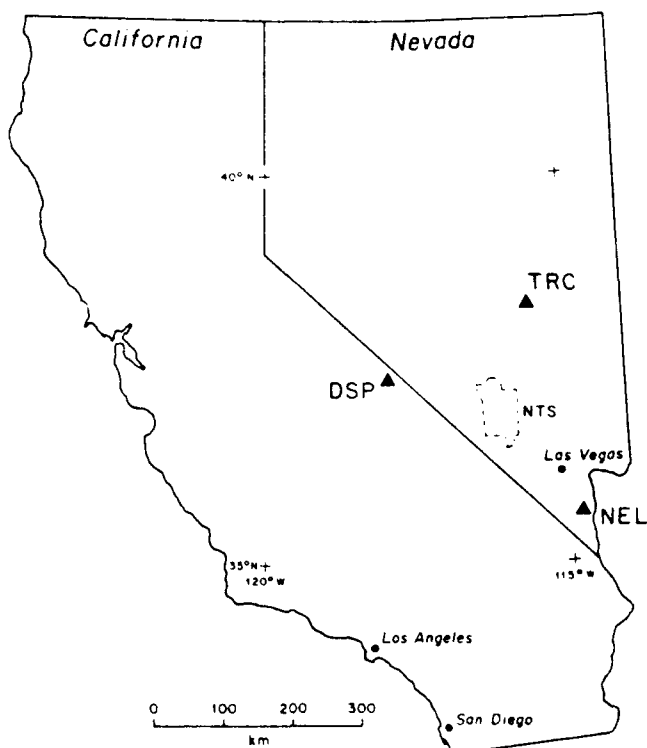 California
Nevada
40° N
TRC
DSP
NTS
Las Vegas
NEL
35° N
120° W
115° W
Los Angeles
0 100 200 300
km
San Diego